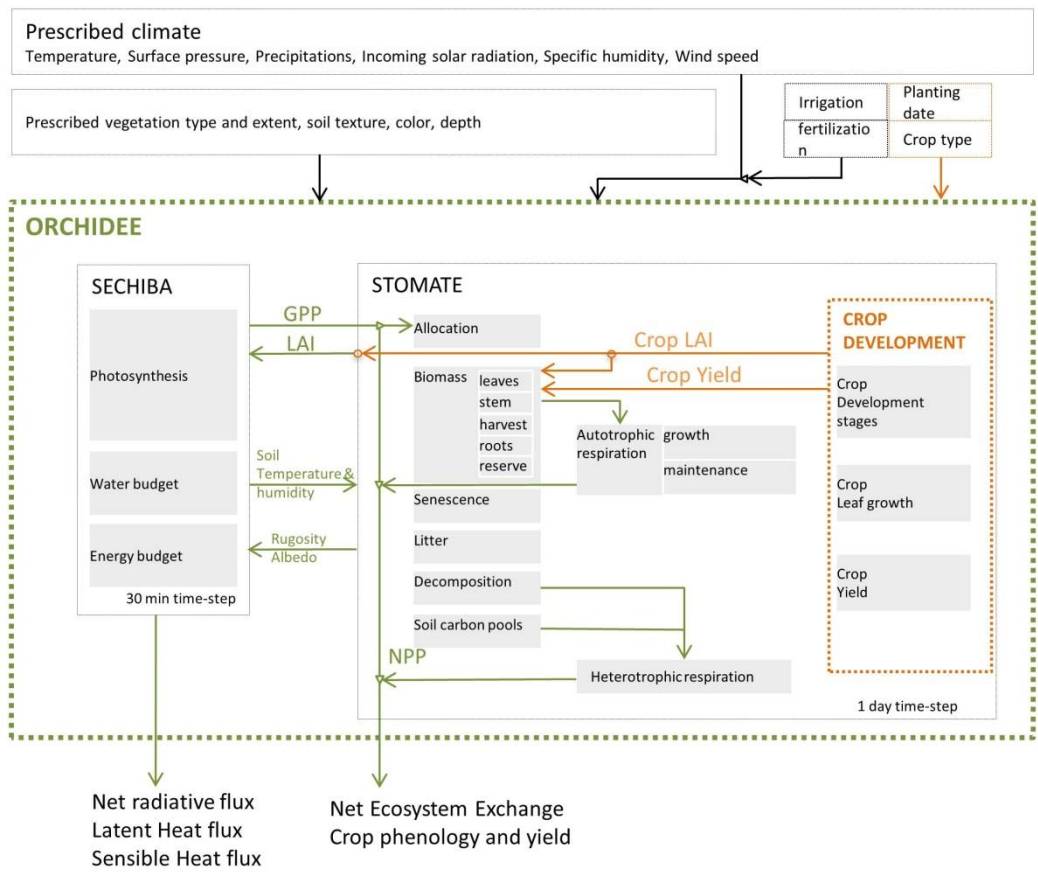 Prescribed climate
Temperature, Surface pressure, Precipitations, Incoming solar radiation, Specific humidity, Wind speed
Prescribed vegetation type and extent, soil texture, color, depth
Irrigation
Planting
date
fertilizatio
n
Crop type
ORCHIDEE
SECHIBA
Photosynthesis
Water budget
Energy budget
30 min time-step
GPP
LAI
Soil
Temperature &
humidity
Rugosity
Albedo
STOMATE
Allocation
Biomass
leaves
stem
harvest
roots
reserve
Senescence
Litter
Decomposition
Soil carbon pools
NPP
Crop LAI
Crop Yield
Autotrophic
respiration
growth
maintenance
Heterotrophic respiration
CROP
DEVELOPMENT
Crop
Development
stages
Crop
Leaf growth
Crop
Yield
1 day time-step
Net radiative flux
Latent Heat flux
Sensible Heat flux
Net Ecosystem Exchange
Crop phenology and yield